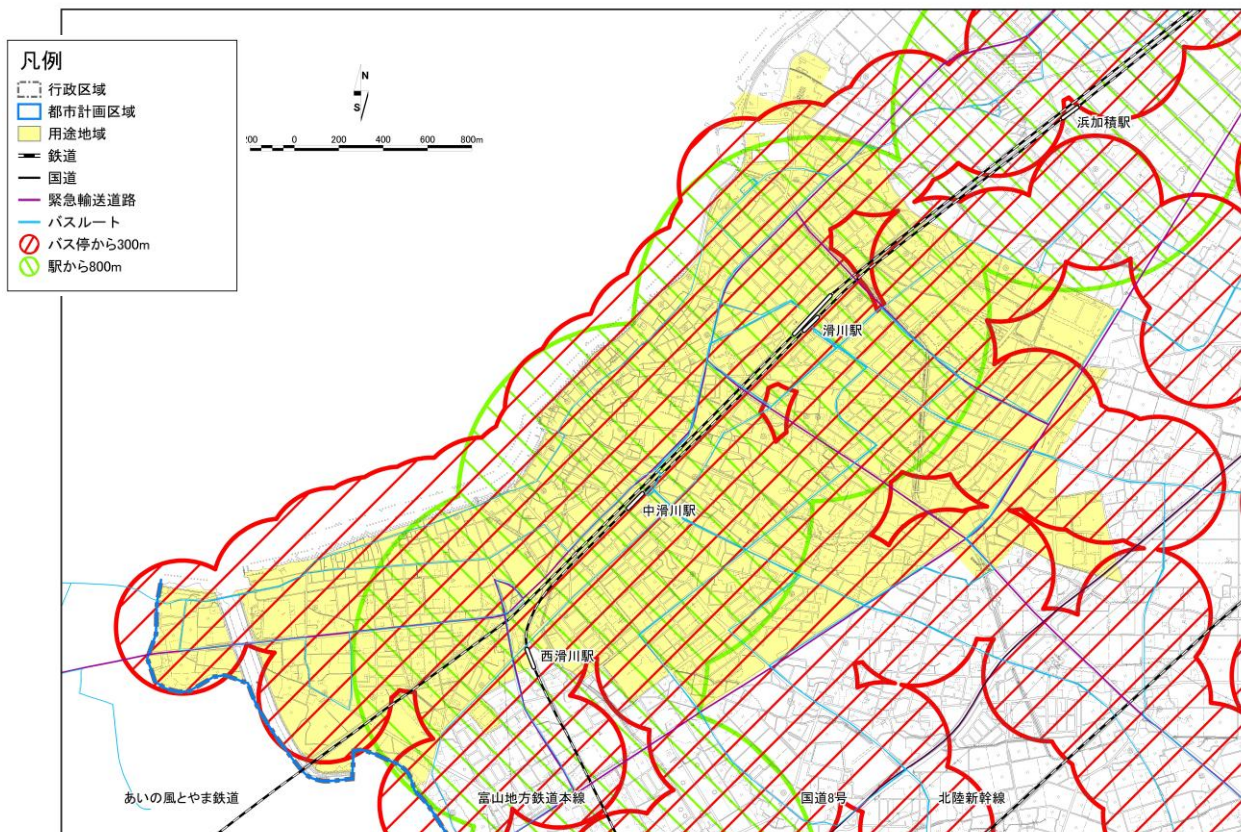 凡例
行政区域
都市計画区域
用途地域
鉄道
国道
緊急輸送道路
バスルート
バス停から300m
駅から800m
N
S
200 0 200 400 600 800m
浜加積駅
滑川駅
中滑川駅
西滑川駅
あいの風とやま鉄道
富山地方鉄道本線
国道8号
北陸新幹線